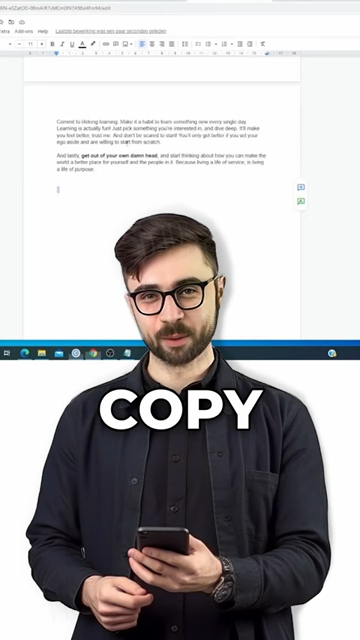 Extra Add-ons Help Laatste bewerking was een paar seconden geleden
11
Commit to lifelong learning. Make it a habit to learn something new every single day.
Learning is actually fun! Just pick something you're interested in, and dive deep. It'll make
you feel better, trust me. And don't be scared to start! You'll only get better if you set your
ego aside and are willing to start from scratch.
And lastly, get out of your own damn head, and start thinking about how you can make the world
a better place for yourself and the people in it. Because living a life of service, is living
a life of purpose.
COPY